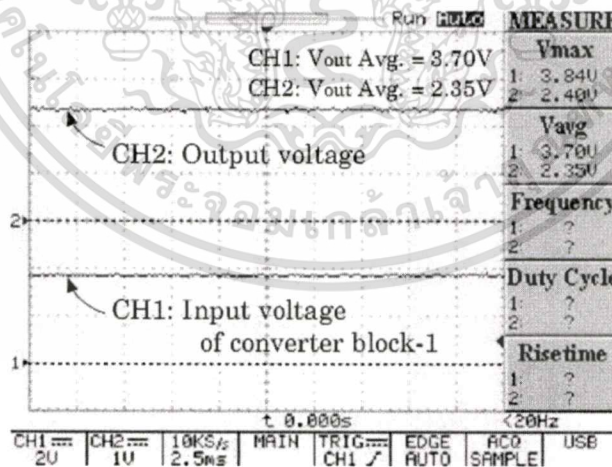 Run Auto
MEASURE
CH1: Vout Avg. = 3.70V
CH2: Vout Avg. = 2.35V
Vmax
1: 3.84V
2: 2.40V
CH2: Output voltage
Vavg
1: 3.70V
2: 2.35V
2
Frequency
1: ?
2: ?
CH1: Input voltage
of converter block-1
Duty Cycle
1: ?
2: ?
1
Risetime
1: ?
2: ?
t 0.000s
<20Hz
CH1 2V
CH2 1V
10KS/s 2.5ms
MAIN
TRIG CH1
EDGE AUTO
ACQ SAMPLE
USB